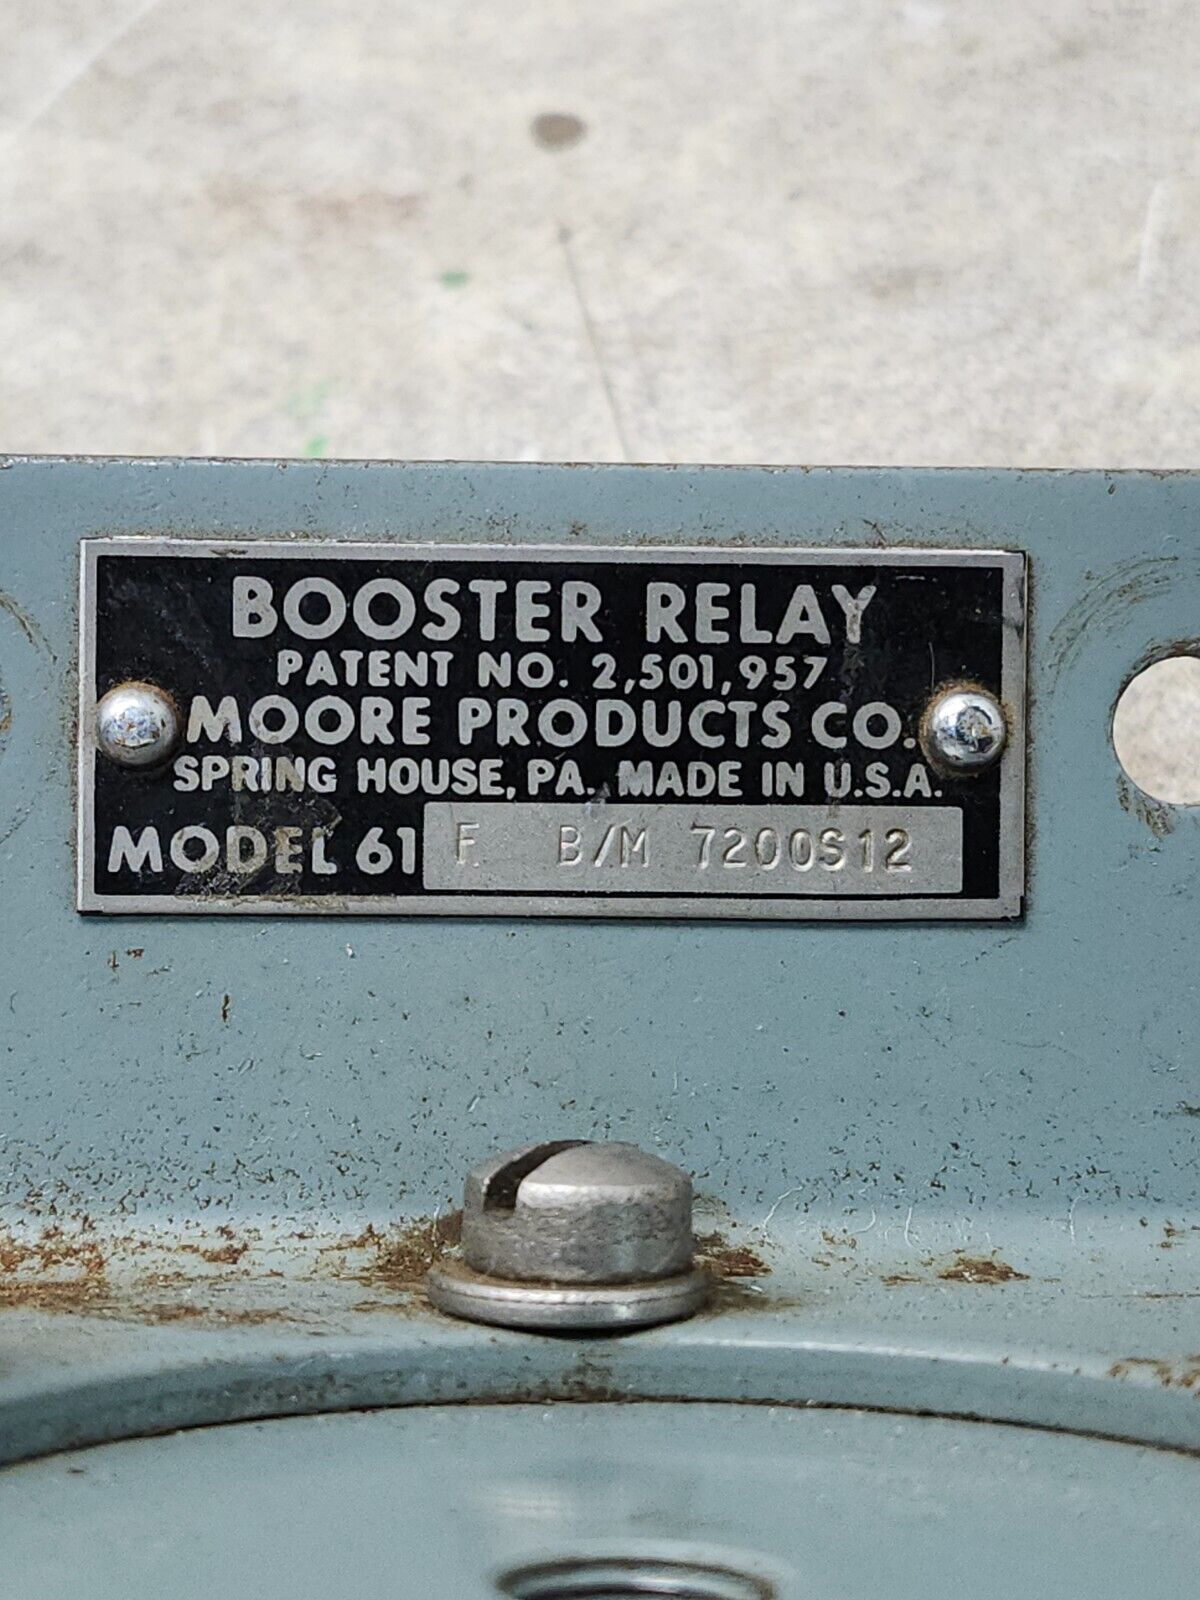 BOOSTER RELAY
PATENT NO. 2,501,957
MOORE PRODUCTS CO.
SPRING HOUSE, PA. MADE IN U.S.A.
MODEL 61 F B/M 7200S12